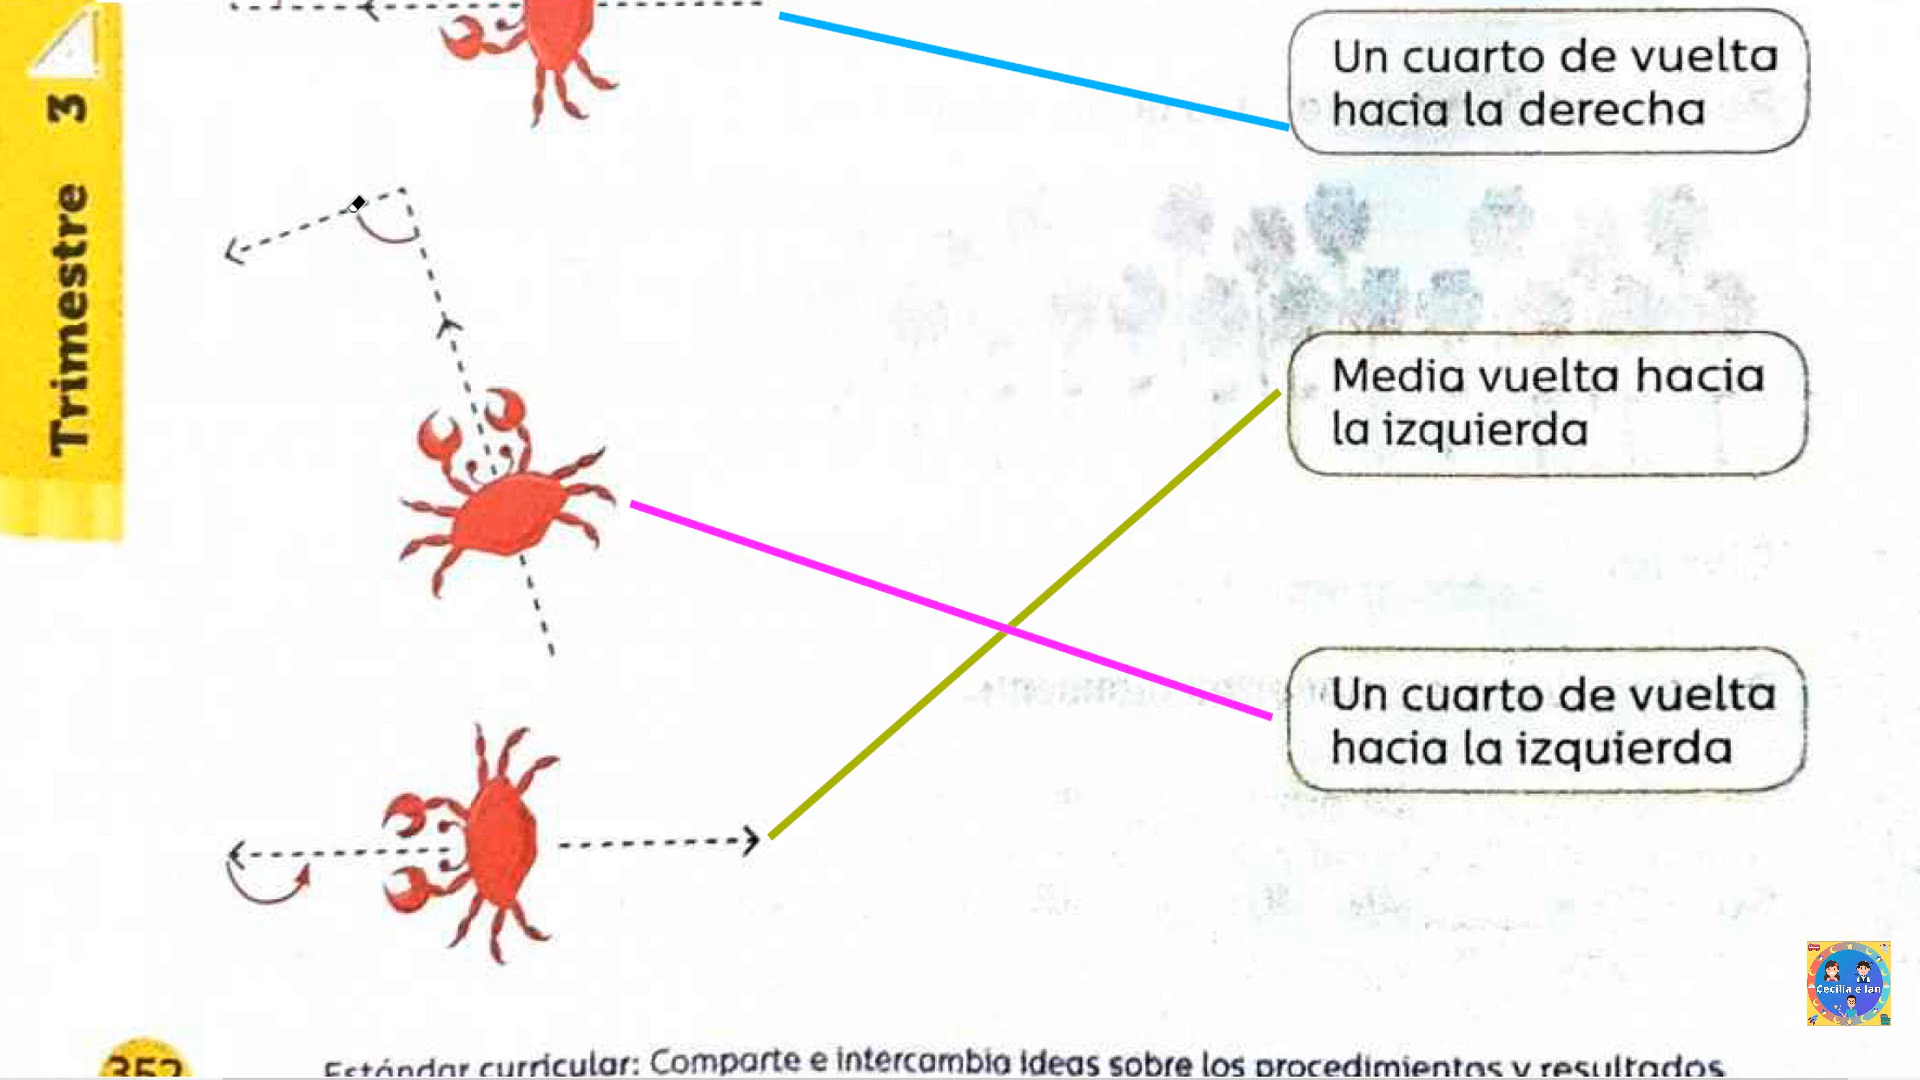 Trimestre 3
Un cuarto de vuelta
hacia la derecha
Media vuelta hacia
la izquierda
Un cuarto de vuelta
hacia la izquierda
Cecilia e Ian
352
Estándar curricular: Comparte e intercambia ideas sobre los procedimientos y resultados